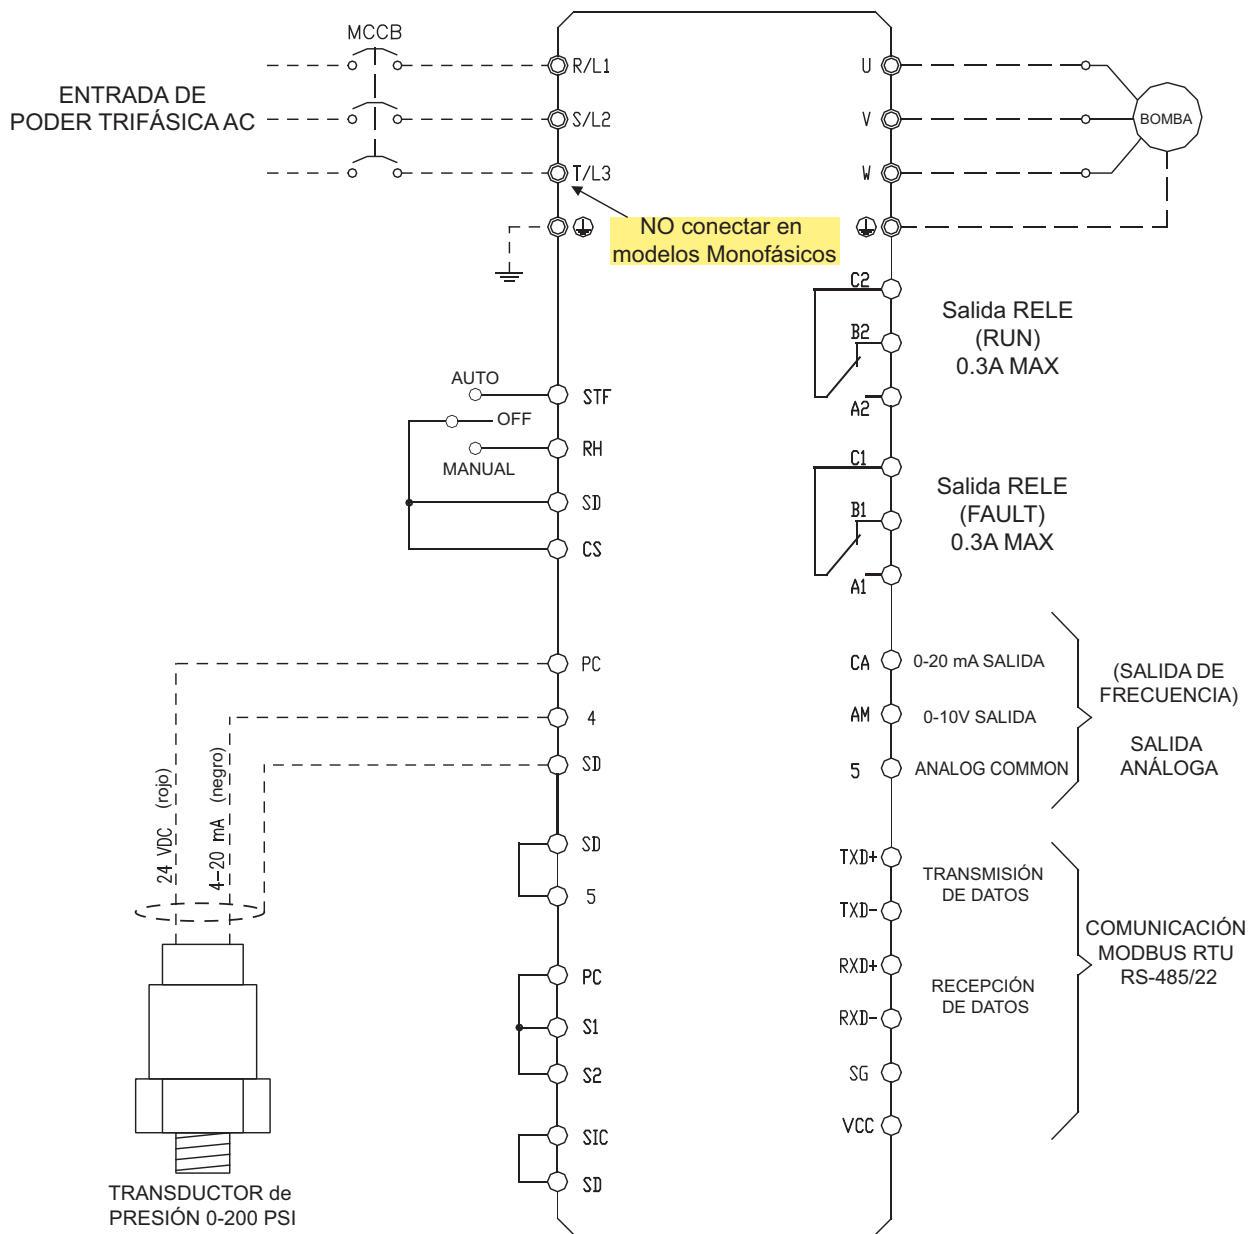 MCCB
ENTRADA DE
PODER TRIFÁSICA AC
R/L1
S/L2
T/L3
NO conectar en
modelos Monofásicos
AUTO
OFF
MANUAL
STF
RH
SD
CS
PC
4
SD
24 VDC (rojo)
4-20 mA (negro)
SD
5
PC
S1
S2
SIC
SD
TRANSDUCTOR de
PRESIÓN 0-200 PSI
U
V
W
BOMBA
C2
B2
A2
Salida RELE
(RUN)
0.3A MAX
C1
B1
A1
Salida RELE
(FAULT)
0.3A MAX
CA
0-20 mA SALIDA
AM
0-10V SALIDA
5
ANALOG COMMON
(SALIDA DE
FRECUENCIA)
SALIDA
ANÁLOGA
TXD+
TXD-
TRANSMISIÓN
DE DATOS
RXD+
RXD-
RECEPCIÓN
DE DATOS
SG
VCC
COMUNICACIÓN
MODBUS RTU
RS-485/22